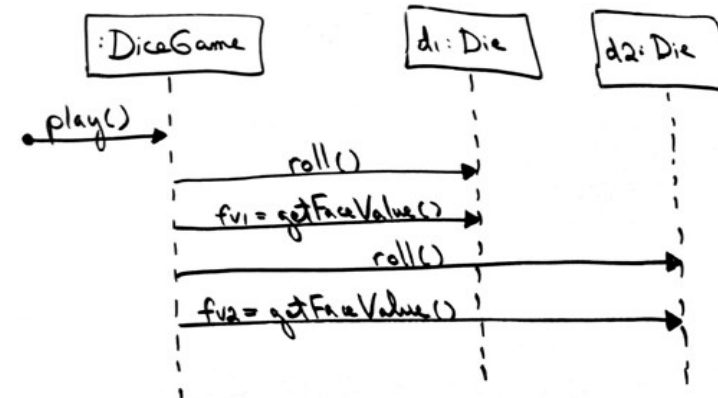 :DiceGame
d1:Die
d2:Die
play()
roll()
fv1 = getFaceValue()
roll()
fv2 = getFaceValue()